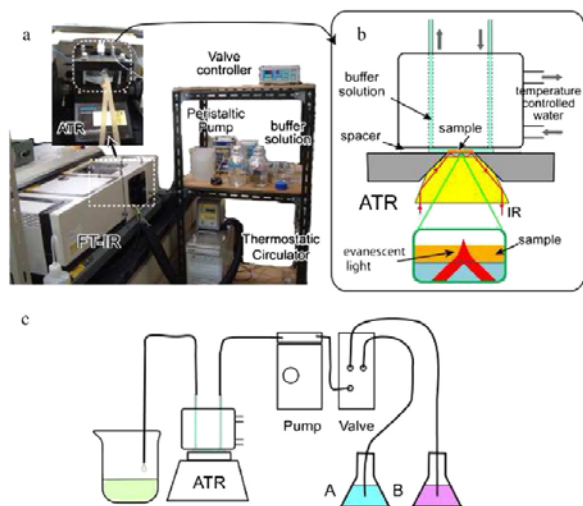 a
ATR
FT-IR
Valve
controller
Peristaltic
Pump
buffer
solution
Thermostatic
Circulator
b
buffer
solution
spacer
sample
temperature
controlled
water
ATR
IR
evanescent
light
sample
c
Pump
Valve
ATR
A
B